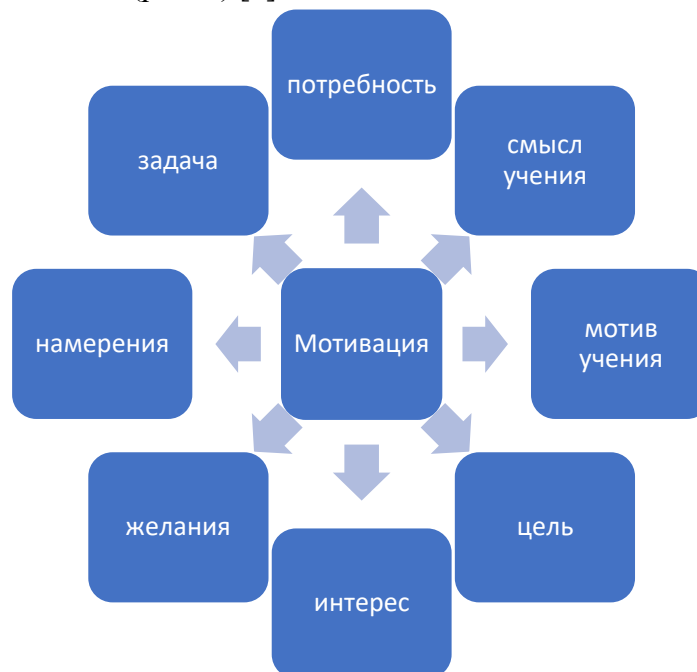 потребность
задача
смысл
учения
намерения
Мотивация
мотив
учения
желания
цель
интерес